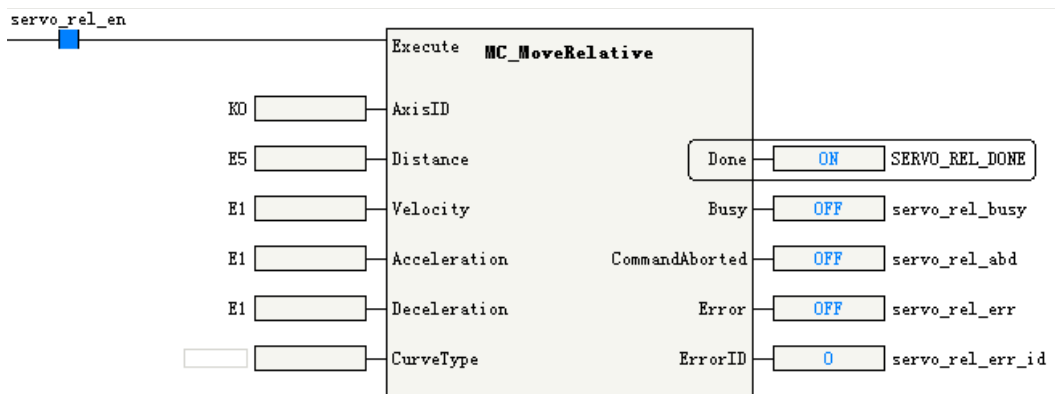 servo_rel_en
Execute MC_MoveRelative
K0 AxisID
E5 Distance Done ON SERVO_REL_DONE
E1 Velocity Busy OFF servo_rel_busy
E1 Acceleration CommandAborted OFF servo_rel_abd
E1 Deceleration Error OFF servo_rel_err
CurveType ErrorID 0 servo_rel_err_id